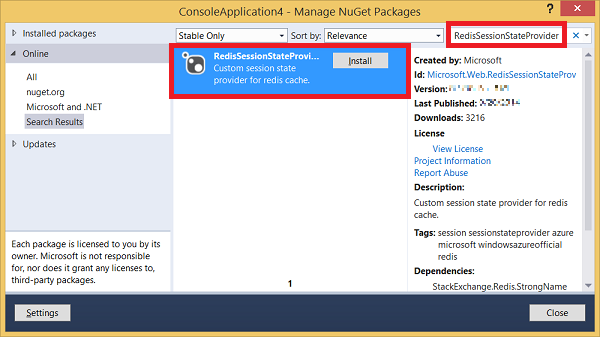 ConsoleApplication4 - Manage NuGet Packages
Installed packages
Online
All
nuget.org
Microsoft and .NET
Search Results
Updates
Each package is licensed to you by its
owner. Microsoft is not responsible
for, nor does it grant any licenses to,
third-party packages.
Stable Only
Sort by: Relevance
RedisSessionStateProvi...
Custom session state
provider for redis cache.
Install
1
RedisSessionStateProvider
Created by: Microsoft
Id: Microsoft.Web.RedisSessionStateProv
Version:
Last Published:
Downloads: 3216
License
View License
Project Information
Report Abuse
Description:
Custom session state provider for redis
cache.
Tags: session sessionstateprovider azure
microsoft windowsazureofficial
redis
Dependencies:
StackExchange.Redis.StrongName
Settings
Close